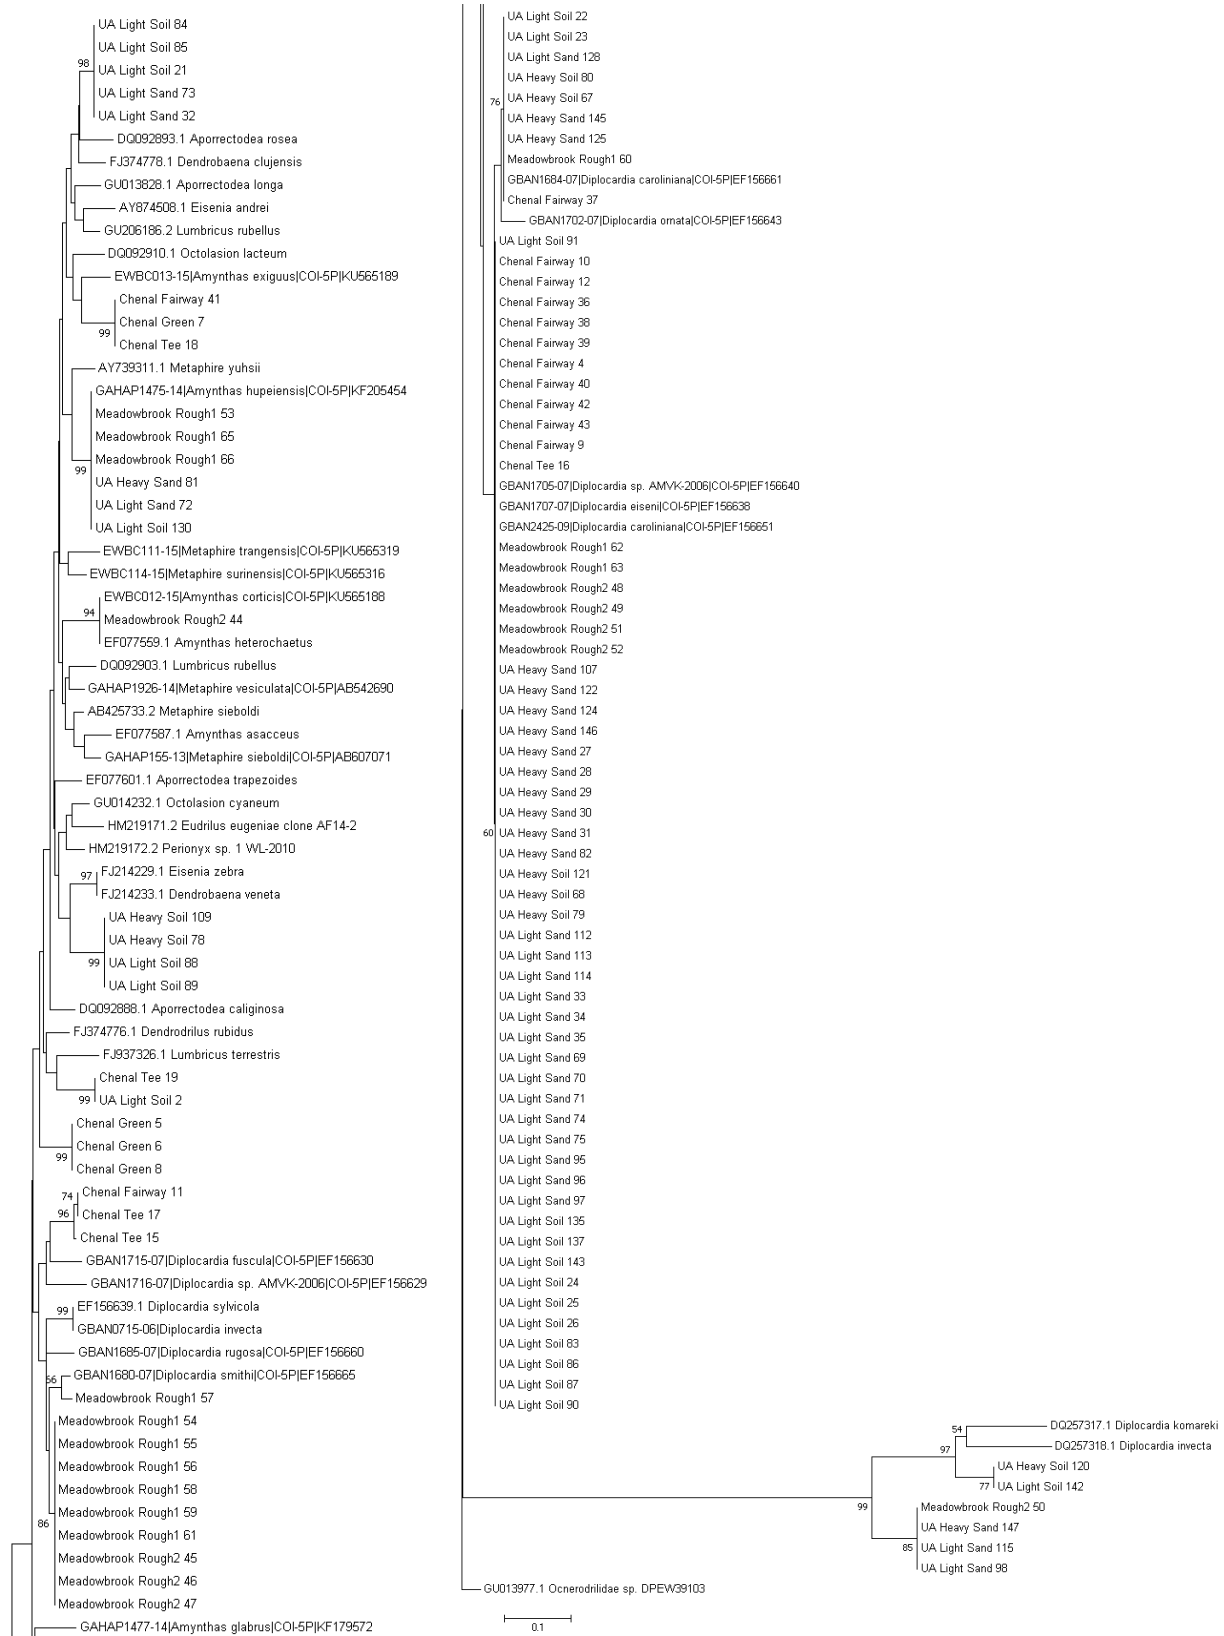 UA Light Soil 84
UA Light Soil 85
UA Light Soil 21
98
UA Light Sand 73
UA Light Sand 32
DQ092893.1 Aporrectodea rosea
FJ374778.1 Dendrobaena clujensis
GU013828.1 Aporrectodea longa
AY874508.1 Eisenia andrei
GU206186.2 Lumbricus rubellus
DQ092910.1 Octolasion lacteum
EWBC013-15|Amynthas exiguus|COI-5P|KU565189
Chenal Fairway 41
Chenal Green 7
99
Chenal Tee 18
AY739311.1 Metaphire yuhsii
GAHAP1475-14|Amynthas hupeiensis|COI-5P|KF205454
Meadowbrook Rough1 53
Meadowbrook Rough1 65
Meadowbrook Rough1 66
99
UA Heavy Sand 81
UA Light Sand 72
UA Light Soil 130
EWBC111-15|Metaphire trangensis|COI-5P|KU565319
EWBC114-15|Metaphire surinensis|COI-5P|KU565316
EWBC012-15|Amynthas corticis|COI-5P|KU565188
94
Meadowbrook Rough2 44
EF077559.1 Amynthas heterochaetus
DQ092903.1 Lumbricus rubellus
GAHAP1926-14|Metaphire vesiculata|COI-5P|AB542690
AB425733.2 Metaphire sieboldi
EF077587.1 Amynthas asacceus
GAHAP155-13|Metaphire sieboldi|COI-5P|AB607071
EF077601.1 Aporrectodea trapezoides
GU014232.1 Octolasion cyaneum
HM219171.2 Eudrilus eugeniae clone AF14-2
HM219172.2 Perionyx sp. 1 WL-2010
FJ214229.1 Eisenia zebra
97
FJ214233.1 Dendrobaena veneta
UA Heavy Soil 109
UA Heavy Soil 78
99
UA Light Soil 88
UA Light Soil 89
DQ092888.1 Aporrectodea caliginosa
FJ374776.1 Dendrodrilus rubidus
FJ937326.1 Lumbricus terrestris
Chenal Tee 19
99
UA Light Soil 2
Chenal Green 5
Chenal Green 6
99
Chenal Green 8
Chenal Fairway 11
74
Chenal Tee 17
96
Chenal Tee 15
GBAN1715-07|Diplocardia fuscula|COI-5P|EF156630
GBAN1716-07|Diplocardia sp. AMVK-2006|COI-5P|EF156629
EF156639.1 Diplocardia sylvicola
99
GBAN0715-06|Diplocardia invecta
GBAN1685-07|Diplocardia rugosa|COI-5P|EF156660
GBAN1680-07|Diplocardia smithi|COI-5P|EF156665
66
Meadowbrook Rough1 57
Meadowbrook Rough1 54
Meadowbrook Rough1 55
Meadowbrook Rough1 56
Meadowbrook Rough1 58
Meadowbrook Rough1 59
86
Meadowbrook Rough1 61
Meadowbrook Rough2 45
Meadowbrook Rough2 46
Meadowbrook Rough2 47
GAHAP1477-14|Amynthas glabrus|COI-5P|KF179572
UA Light Soil 22
UA Light Soil 23
UA Light Sand 128
UA Heavy Soil 80
76
UA Heavy Soil 67
UA Heavy Sand 145
UA Heavy Sand 125
Meadowbrook Rough1 60
GBAN1684-07|Diplocardia caroliniana|COI-5P|EF156661
Chenal Fairway 37
GBAN1702-07|Diplocardia ornata|COI-5P|EF156643
UA Light Soil 91
Chenal Fairway 10
Chenal Fairway 12
Chenal Fairway 36
Chenal Fairway 38
Chenal Fairway 39
Chenal Fairway 4
Chenal Fairway 40
Chenal Fairway 42
Chenal Fairway 43
Chenal Fairway 9
Chenal Tee 16
GBAN1705-07|Diplocardia sp. AMVK-2006|COI-5P|EF156640
GBAN1707-07|Diplocardia eiseni|COI-5P|EF156638
GBAN2425-09|Diplocardia caroliniana|COI-5P|EF156651
Meadowbrook Rough1 62
Meadowbrook Rough1 63
Meadowbrook Rough2 48
Meadowbrook Rough2 49
Meadowbrook Rough2 51
Meadowbrook Rough2 52
UA Heavy Sand 107
UA Heavy Sand 122
UA Heavy Sand 124
UA Heavy Sand 146
UA Heavy Sand 27
UA Heavy Sand 28
UA Heavy Sand 29
UA Heavy Sand 30
60
UA Heavy Sand 31
UA Heavy Sand 82
UA Heavy Soil 121
UA Heavy Soil 68
UA Heavy Soil 79
UA Light Sand 112
UA Light Sand 113
UA Light Sand 114
UA Light Sand 33
UA Light Sand 34
UA Light Sand 35
UA Light Sand 69
UA Light Sand 70
UA Light Sand 71
UA Light Sand 74
UA Light Sand 75
UA Light Sand 95
UA Light Sand 96
UA Light Sand 97
UA Light Soil 135
UA Light Soil 137
UA Light Soil 143
UA Light Soil 24
UA Light Soil 25
UA Light Soil 26
UA Light Soil 83
UA Light Soil 86
UA Light Soil 87
UA Light Soil 90
DQ257317.1 Diplocardia komareki
54
DQ257318.1 Diplocardia invecta
97
UA Heavy Soil 120
77
UA Light Soil 142
99
Meadowbrook Rough2 50
UA Heavy Sand 147
85
UA Light Sand 115
UA Light Sand 98
GU013977.1 Ocnerodrilidae sp. DPEW39103
0.1